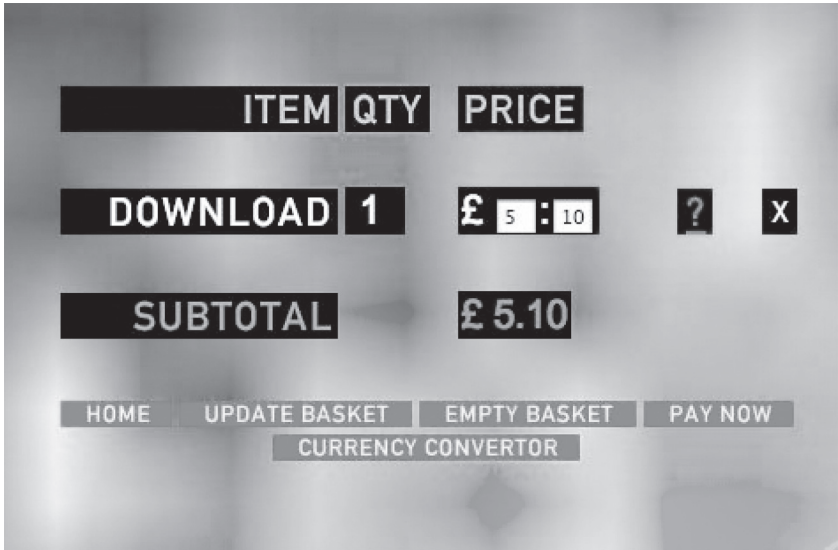 ITEM QTY PRICE
DOWNLOAD 1 £ 5 : 10 ? X
SUBTOTAL £ 5.10
HOME UPDATE BASKET EMPTY BASKET PAY NOW
CURRENCY CONVERTOR